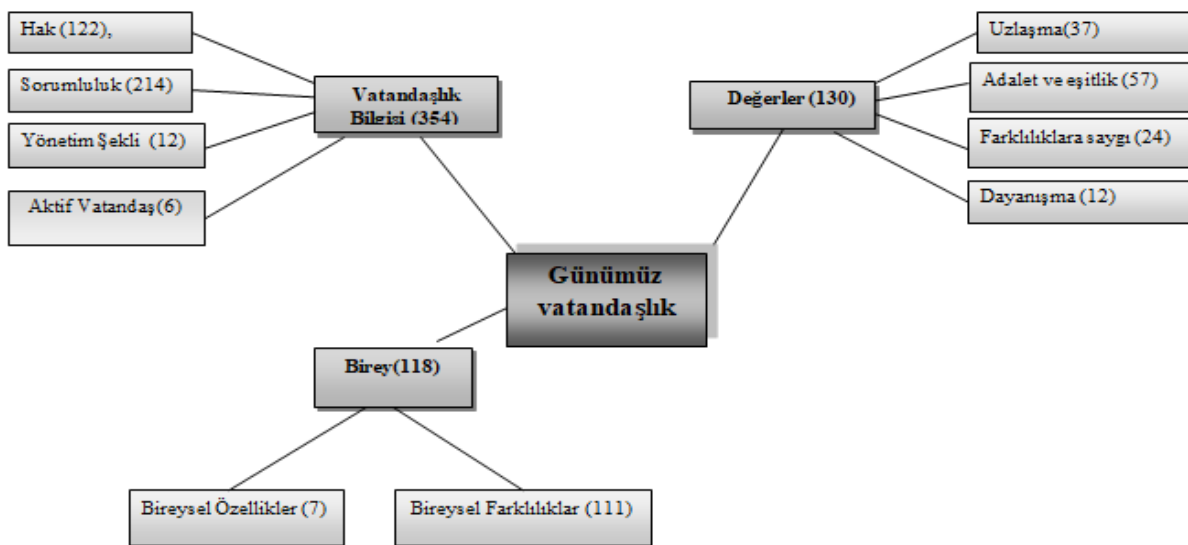 Hak (122),
Sorumluluk (214)
Yönetim Şekli (12)
Aktif Vatandaş(6)
Vatandaşlık
Bilgisi (354)
Değerler (130)
Uzlaşma(37)
Adalet ve eşitlik (57)
Farklılıklara saygı (24)
Dayanışma (12)
Günümüz
vatandaşlık
Birey(118)
Bireysel Özellikler (7)
Bireysel Farklılıklar (111)